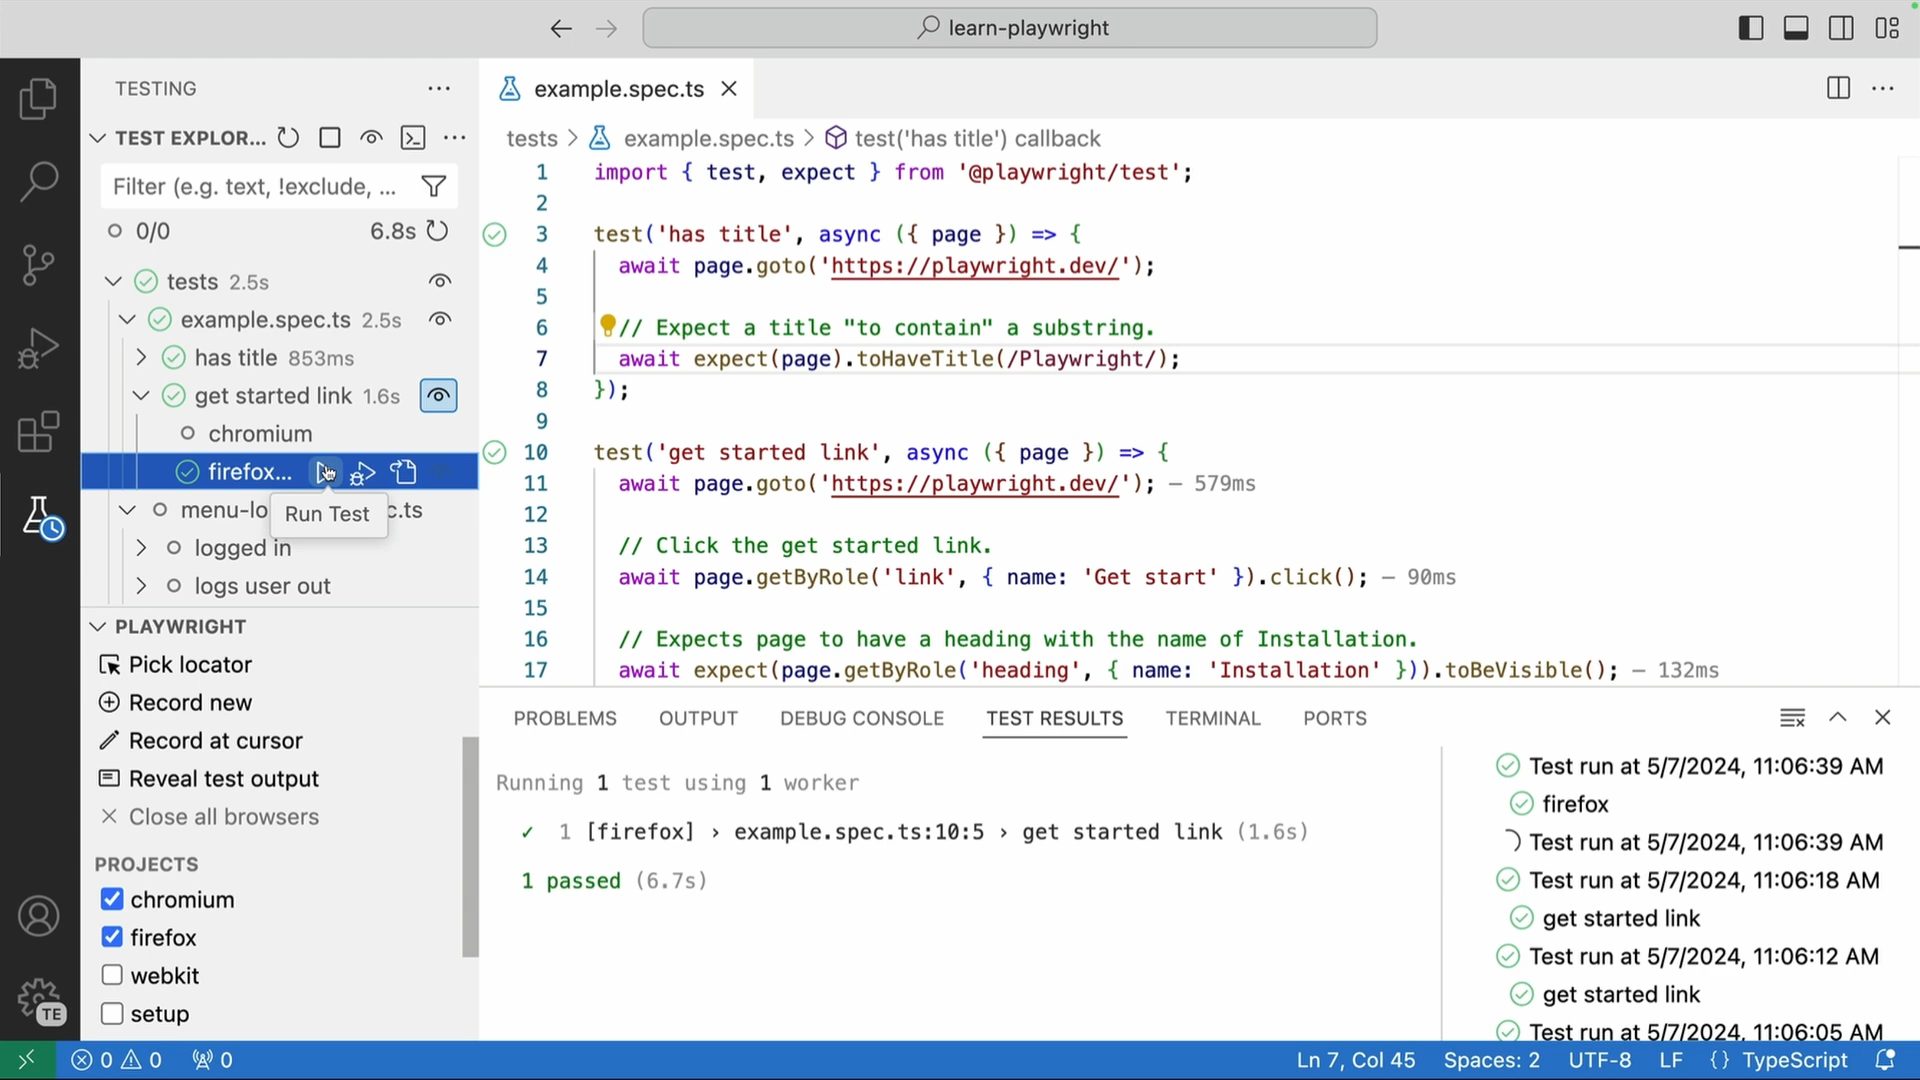 learn-playwright
TESTING
TEST EXPLOR...
Filter (e.g. text, !exclude, ...
0/0 6.8s
tests 2.5s
example.spec.ts 2.5s
has title 853ms
get started link 1.6s
chromium
firefox...
Run Test
menu-lo c.ts
logged in
logs user out
PLAYWRIGHT
Pick locator
Record new
Record at cursor
Reveal test output
Close all browsers
PROJECTS
chromium
firefox
webkit
setup
TE
example.spec.ts
tests > example.spec.ts > test('has title') callback
1 import { test, expect } from '@playwright/test';
2
3 test('has title', async ({ page }) => {
4 await page.goto('https://playwright.dev/');
5
6 // Expect a title "to contain" a substring.
7 await expect(page).toHaveTitle(/Playwright/);
8 });
9
10 test('get started link', async ({ page }) => {
11 await page.goto('https://playwright.dev/'); — 579ms
12
13 // Click the get started link.
14 await page.getByRole('link', { name: 'Get start' }).click(); — 90ms
15
16 // Expects page to have a heading with the name of Installation.
17 await expect(page.getByRole('heading', { name: 'Installation' })).toBeVisible(); — 132ms
PROBLEMS OUTPUT DEBUG CONSOLE TEST RESULTS TERMINAL PORTS
Running 1 test using 1 worker
✓ 1 [firefox] › example.spec.ts:10:5 › get started link (1.6s)
1 passed (6.7s)
Test run at 5/7/2024, 11:06:39 AM
firefox
Test run at 5/7/2024, 11:06:39 AM
Test run at 5/7/2024, 11:06:18 AM
get started link
Test run at 5/7/2024, 11:06:12 AM
get started link
Test run at 5/7/2024, 11:06:05 AM
0 0 0 Ln 7, Col 45 Spaces: 2 UTF-8 LF {} TypeScript